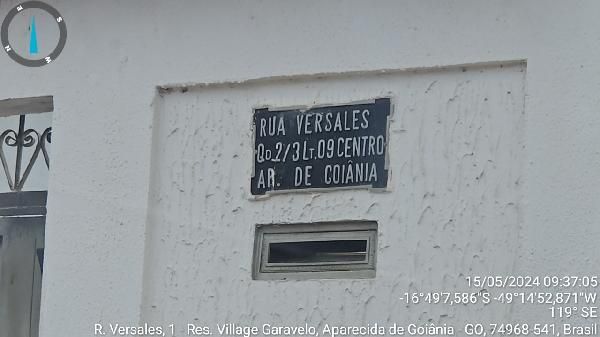 RUA VERSALES
QD.2/3 LT.09 CENTRO
AR. DE GOIÂNIA
15/05/2024 09:37:05
-16°49'7,586"S -49°14'52,871"W
119° SE
R. Versales, 1 - Res. Village Garavelo, Aparecida de Goiânia - GO, 74968-541, Brasil